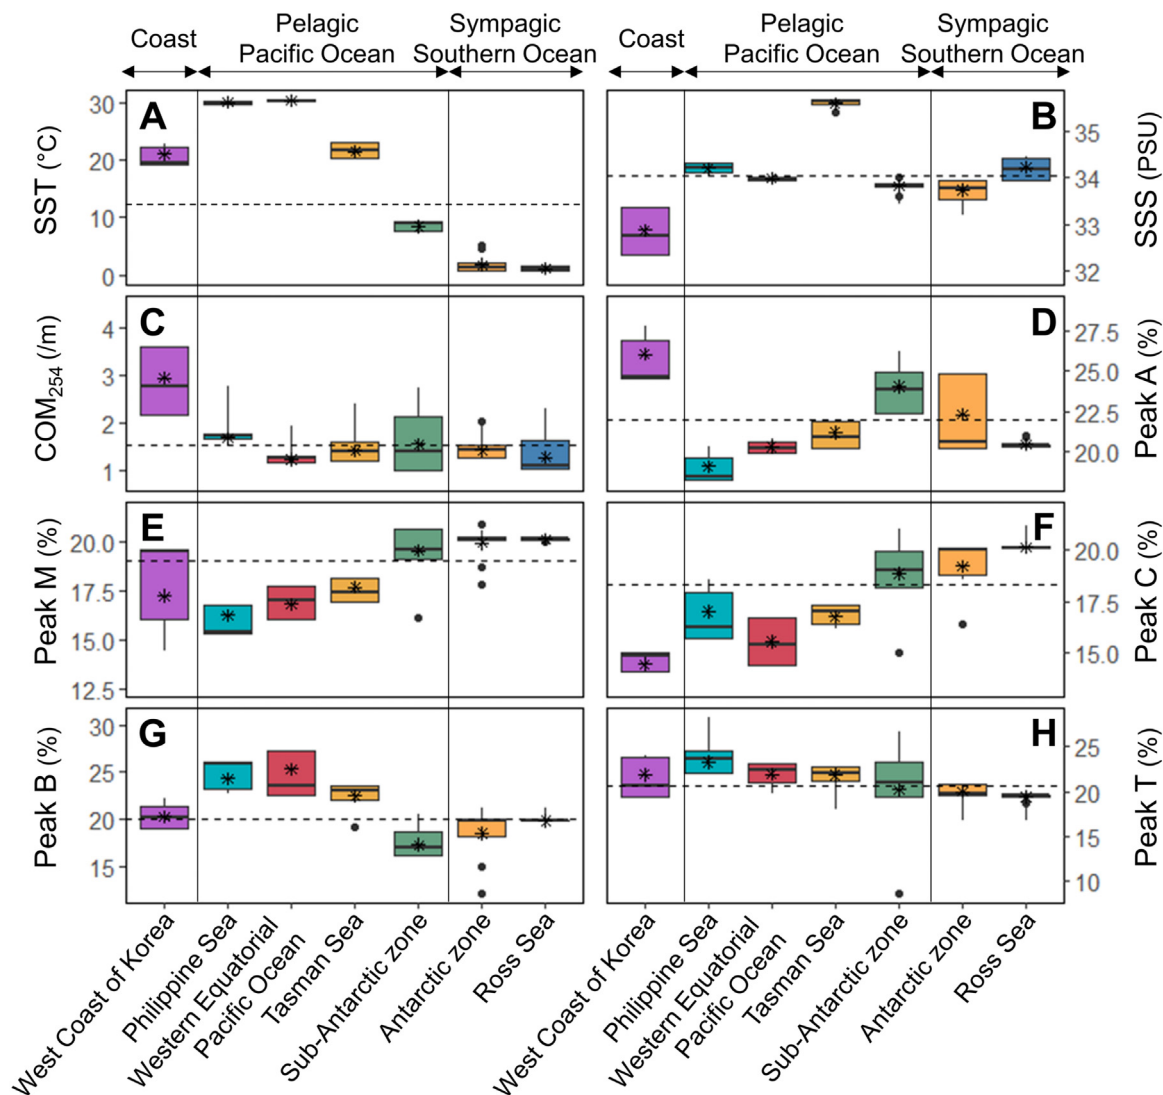 Coast
Pelagic
Pacific Ocean
Sympagic
Southern Ocean
Coast
Pelagic
Pacific Ocean
Sympagic
Southern Ocean
A
SST (°C)
30
20
10
0
B
SSS (PSU)
35
34
33
32
C
COM254 (/m)
4
3
2
1
D
Peak A (%)
27.5
25.0
22.5
20.0
E
Peak M (%)
20.0
17.5
15.0
12.5
F
Peak C (%)
20.0
17.5
15.0
G
Peak B (%)
30
25
20
15
H
Peak T (%)
25
20
15
10
West Coast of Korea
Philippine Sea
Western Equatorial
Pacific Ocean
Tasman Sea
Sub-Antarctic zone
Antarctic zone
Ross Sea
West Coast of Korea
Philippine Sea
Western Equatorial
Pacific Ocean
Tasman Sea
Sub-Antarctic zone
Antarctic zone
Ross Sea